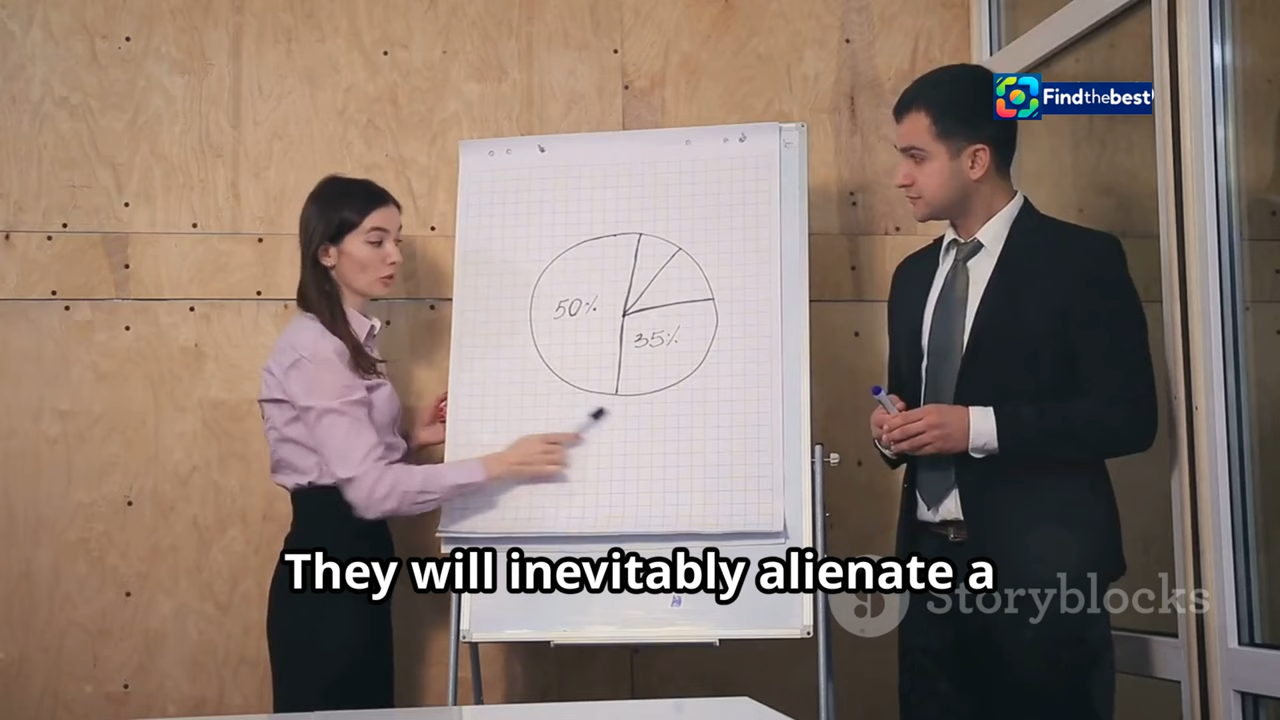 Findthebest
50%
35%
They will inevitably alienate a
Storyblocks